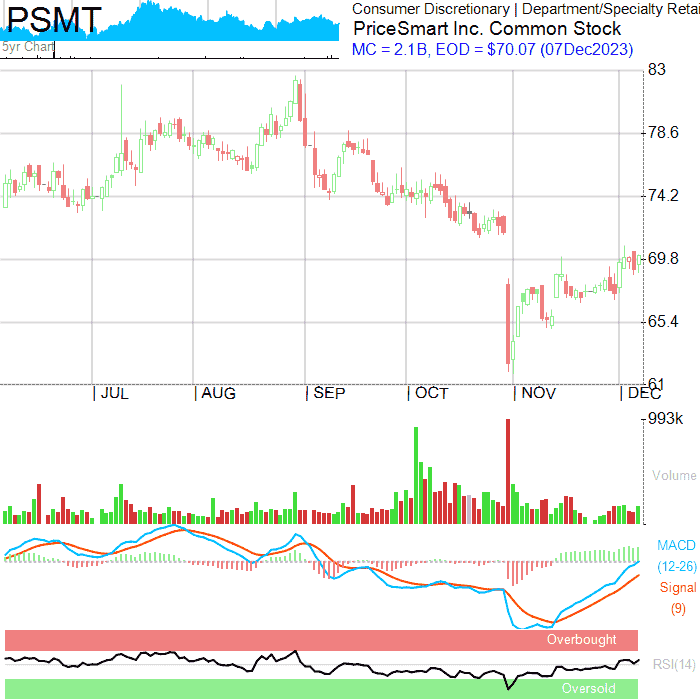 PSMT
5yr Chart
Consumer Discretionary | Department/Specialty Retai
PriceSmart Inc. Common Stock
MC = 2.1B, EOD = $70.07 (07Dec2023)
83
78.6
74.2
69.8
65.4
61
JUL AUG SEP OCT NOV DEC
993k
Volume
MACD
(12-26)
Signal
(9)
Overbought
RSI(14)
Oversold